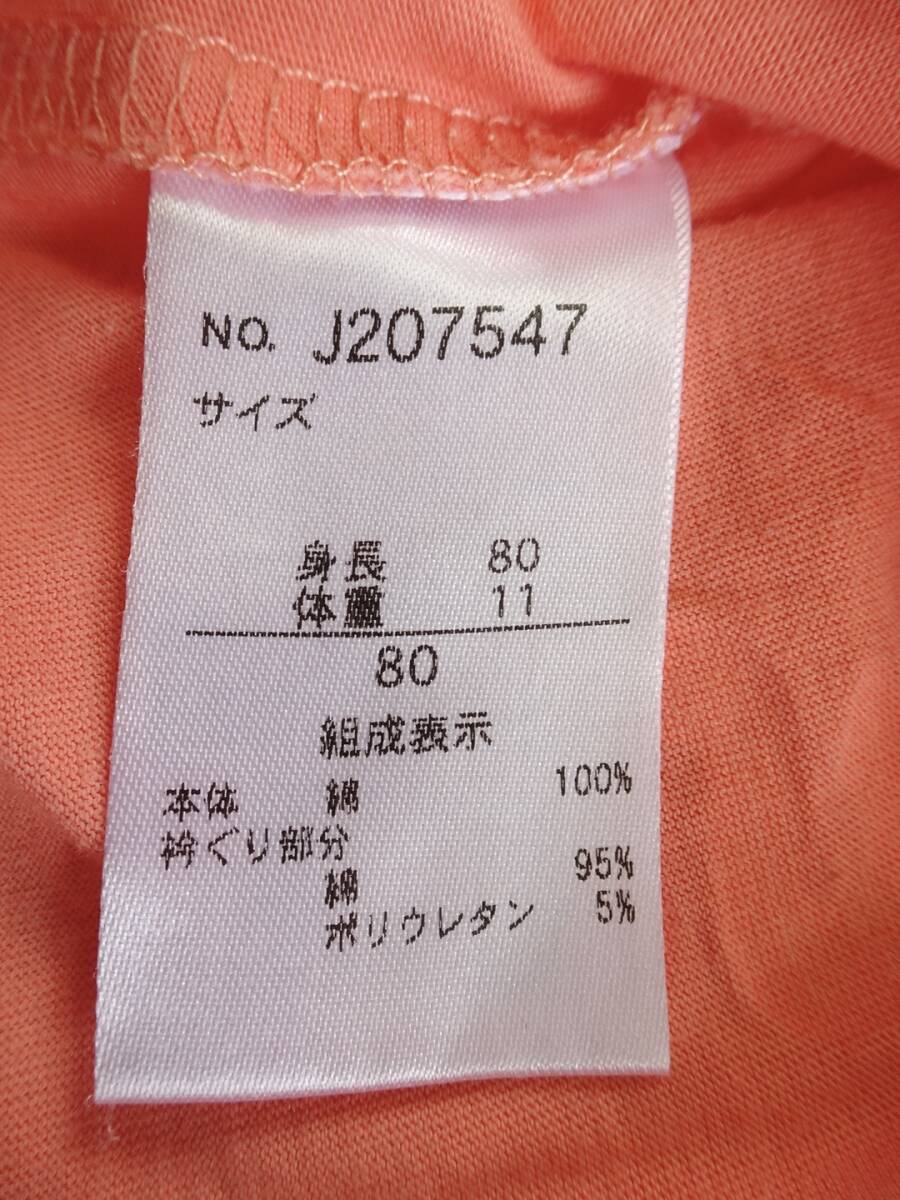 NO. J207547
サイズ
身長 80
体重 11
80
組成表示
本体 綿 100%
衿ぐり部分
綿 95%
ポリウレタン 5%